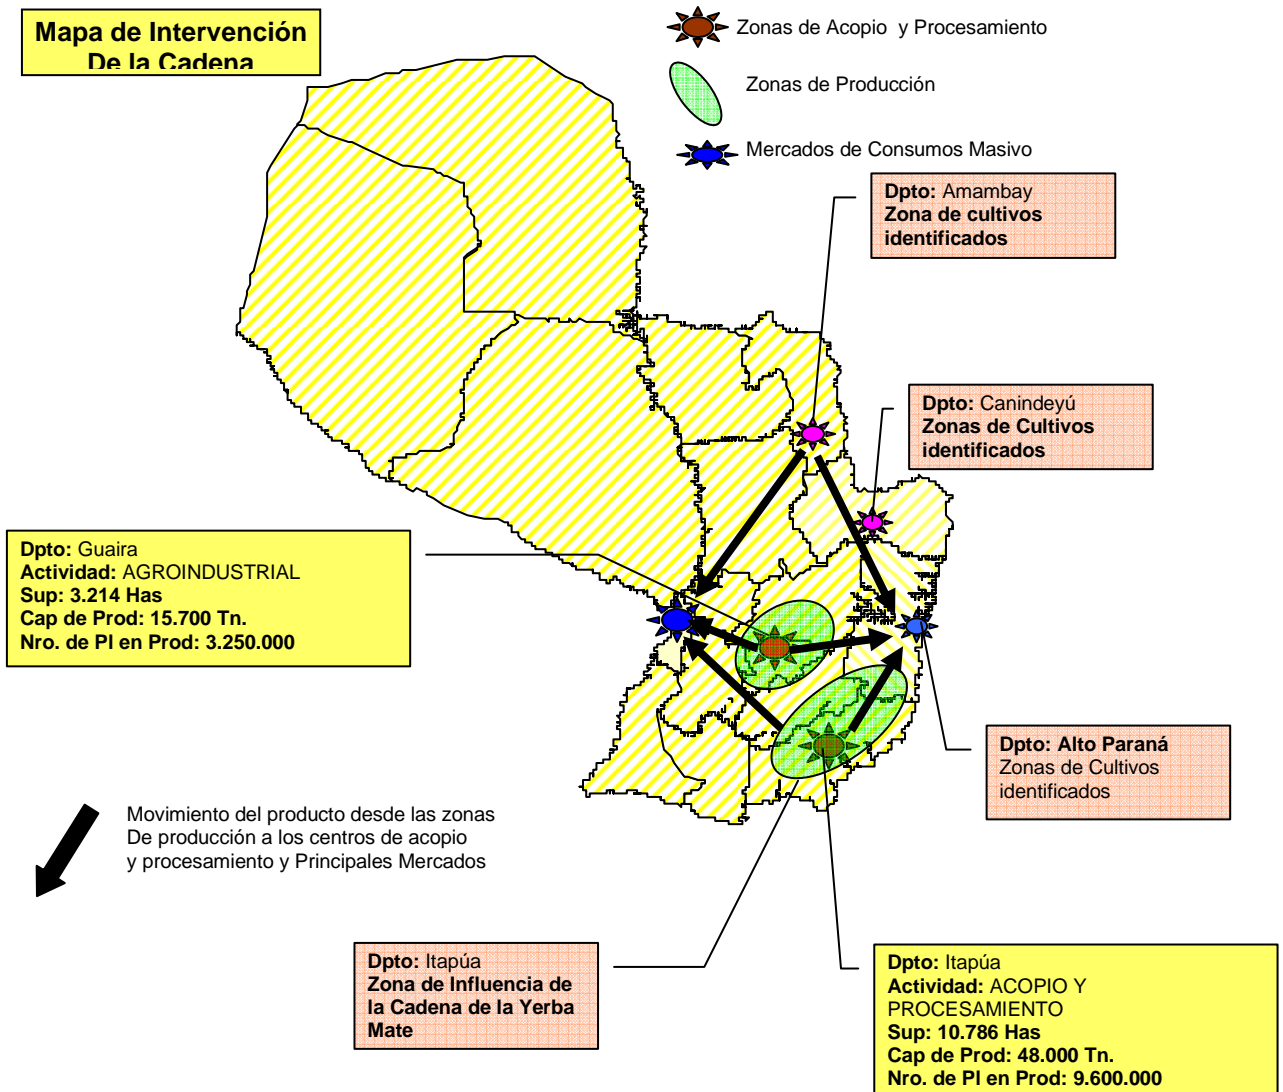 Mapa de Intervención
De la Cadena
Zonas de Acopio y Procesamiento
Zonas de Producción
Mercados de Consumos Masivo
Dpto: Amambay
Zona de cultivos
identificados
Dpto: Canindeyú
Zonas de Cultivos
identificados
Dpto: Guaira
Actividad: AGROINDUSTRIAL
Sup: 3.214 Has
Cap de Prod: 15.700 Tn.
Nro. de Pl en Prod: 3.250.000
Dpto: Alto Paraná
Zonas de Cultivos
identificados
Movimiento del producto desde las zonas
De producción a los centros de acopio
y procesamiento y Principales Mercados
Dpto: Itapúa
Zona de Influencia de
la Cadena de la Yerba
Mate
Dpto: Itapúa
Actividad: ACOPIO Y
PROCESAMIENTO
Sup: 10.786 Has
Cap de Prod: 48.000 Tn.
Nro. de Pl en Prod: 9.600.000